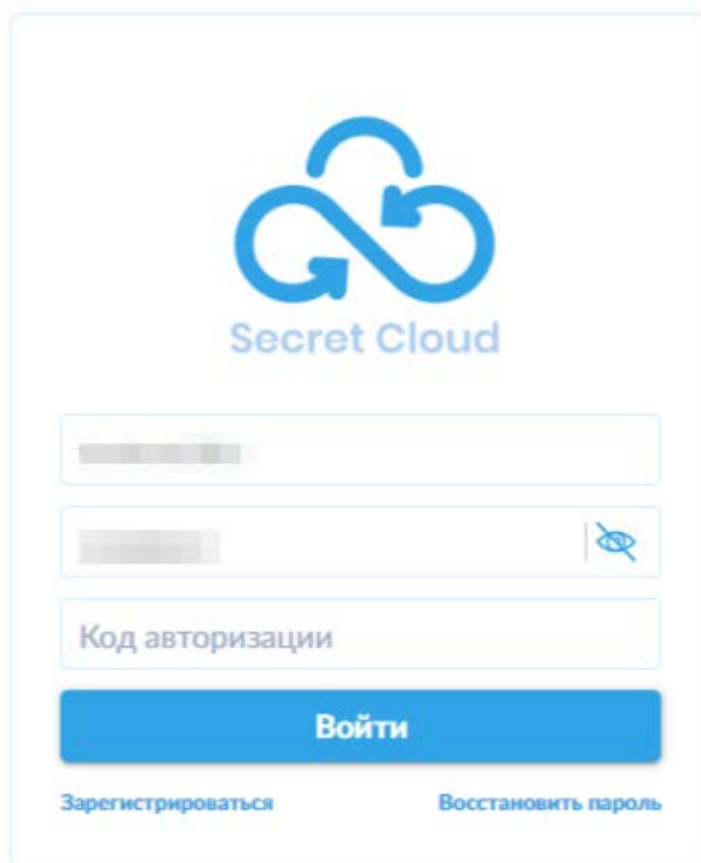 Secret Cloud
Код авторизации
Войти
Зарегистрироваться
Восстановить пароль